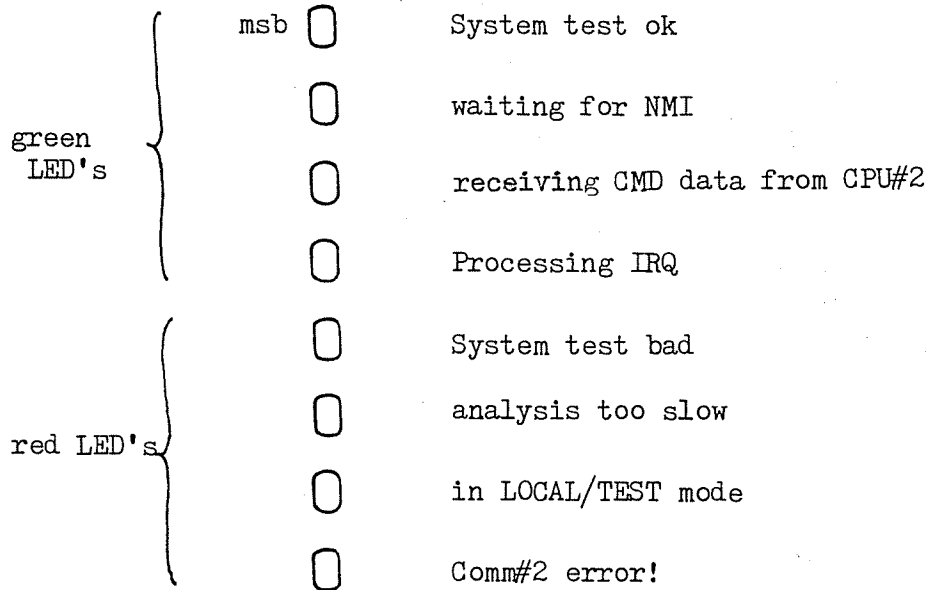 msb System test ok
waiting for NMI
green
LED's
receiving CMD data from CPU#2
Processing IRQ
System test bad
analysis too slow
red LED's
in LOCAL/TEST mode
Comm#2 error!